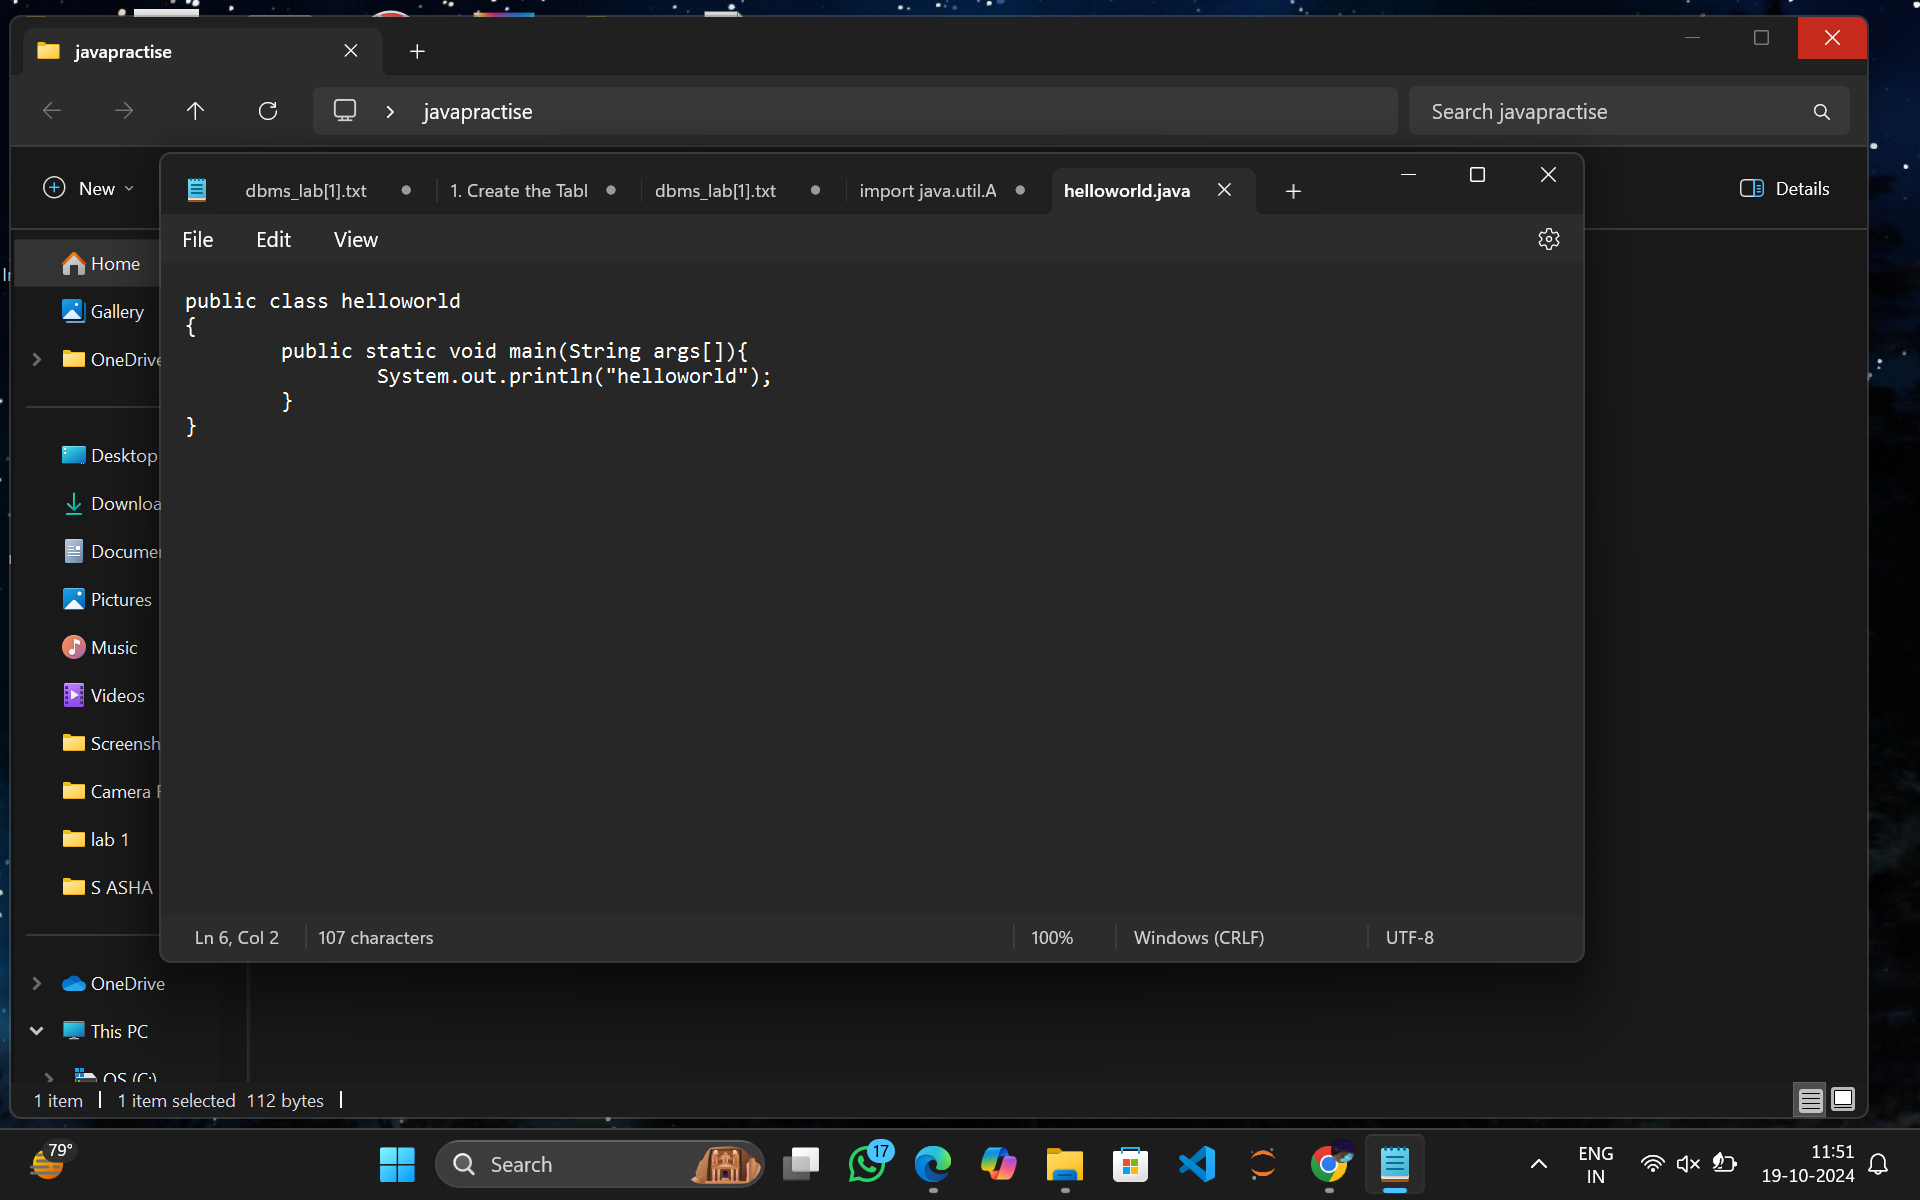 javapractise
javapractise
Search javapractise
New
Details
dbms_lab[1].txt
1. Create the Tabl
dbms_lab[1].txt
import java.util.A
helloworld.java
File
Edit
View
Home
Gallery
OneDrive
Desktop
Downloa
Documen
Pictures
Music
Videos
Screensh
Camera
lab 1
S ASHA
OneDrive
This PC
OS (C:)
public class helloworld
{
public static void main(String args[]){
System.out.println("helloworld");
}
}
Ln 6, Col 2
107 characters
100%
Windows (CRLF)
UTF-8
1 item
1 item selected 112 bytes
79°
Search
17
ENG
IN
11:51
19-10-2024